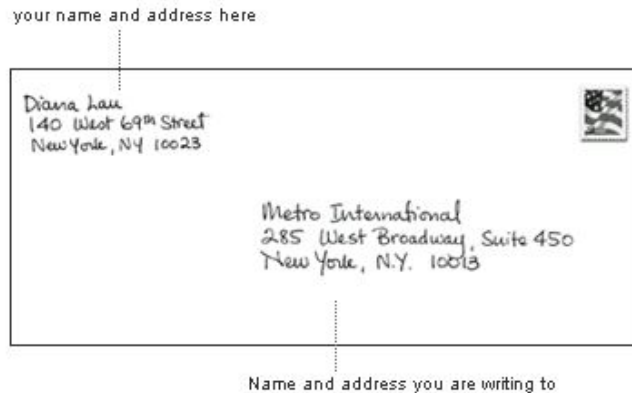 your name and address here
Diana Lau
140 West 69th Street
New York, NY 10023
Metro International
285 West Broadway, Suite 450
New York, N.Y. 10013
Name and address you are writing to